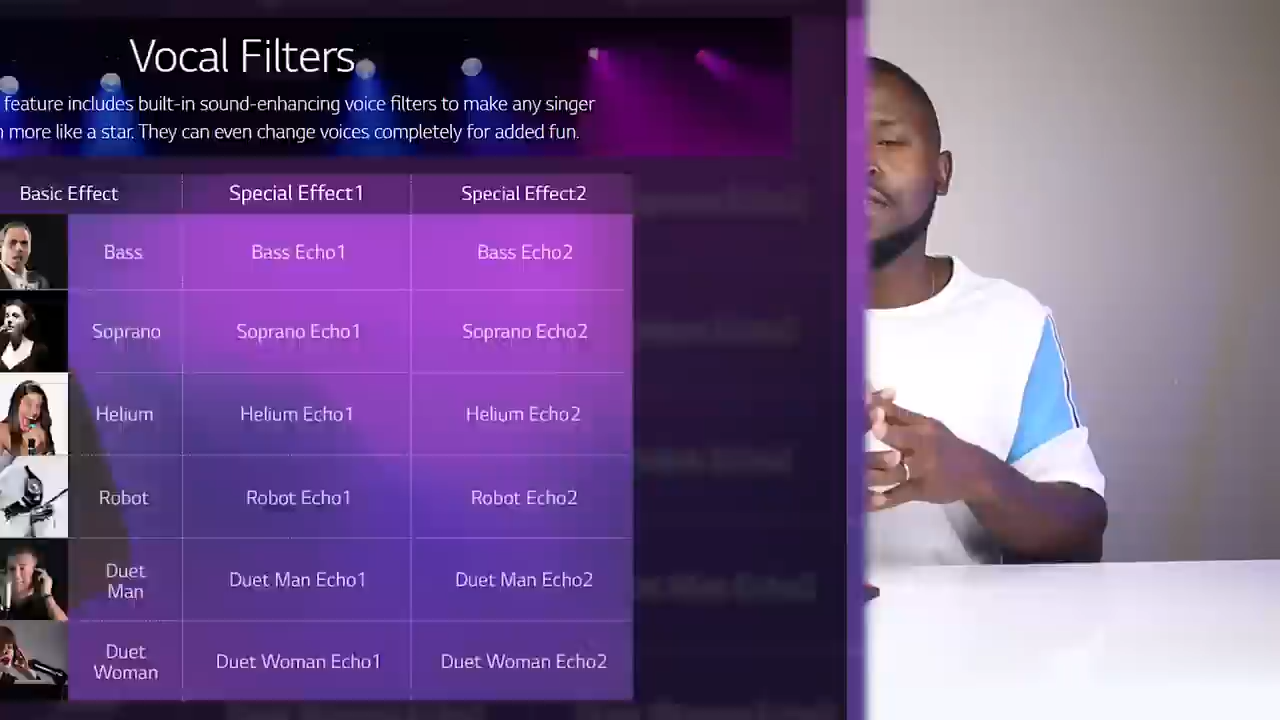 Vocal Filters
feature includes built-in sound-enhancing voice filters to make any singer
more like a star. They can even change voices completely for added fun.
Basic Effect Special Effect1 Special Effect2
Bass Bass Echo1 Bass Echo2
Soprano Soprano Echo1 Soprano Echo2
Helium Helium Echo1 Helium Echo2
Robot Robot Echo1 Robot Echo2
Duet
Man Duet Man Echo1 Duet Man Echo2
Duet
Woman Duet Woman Echo1 Duet Woman Echo2